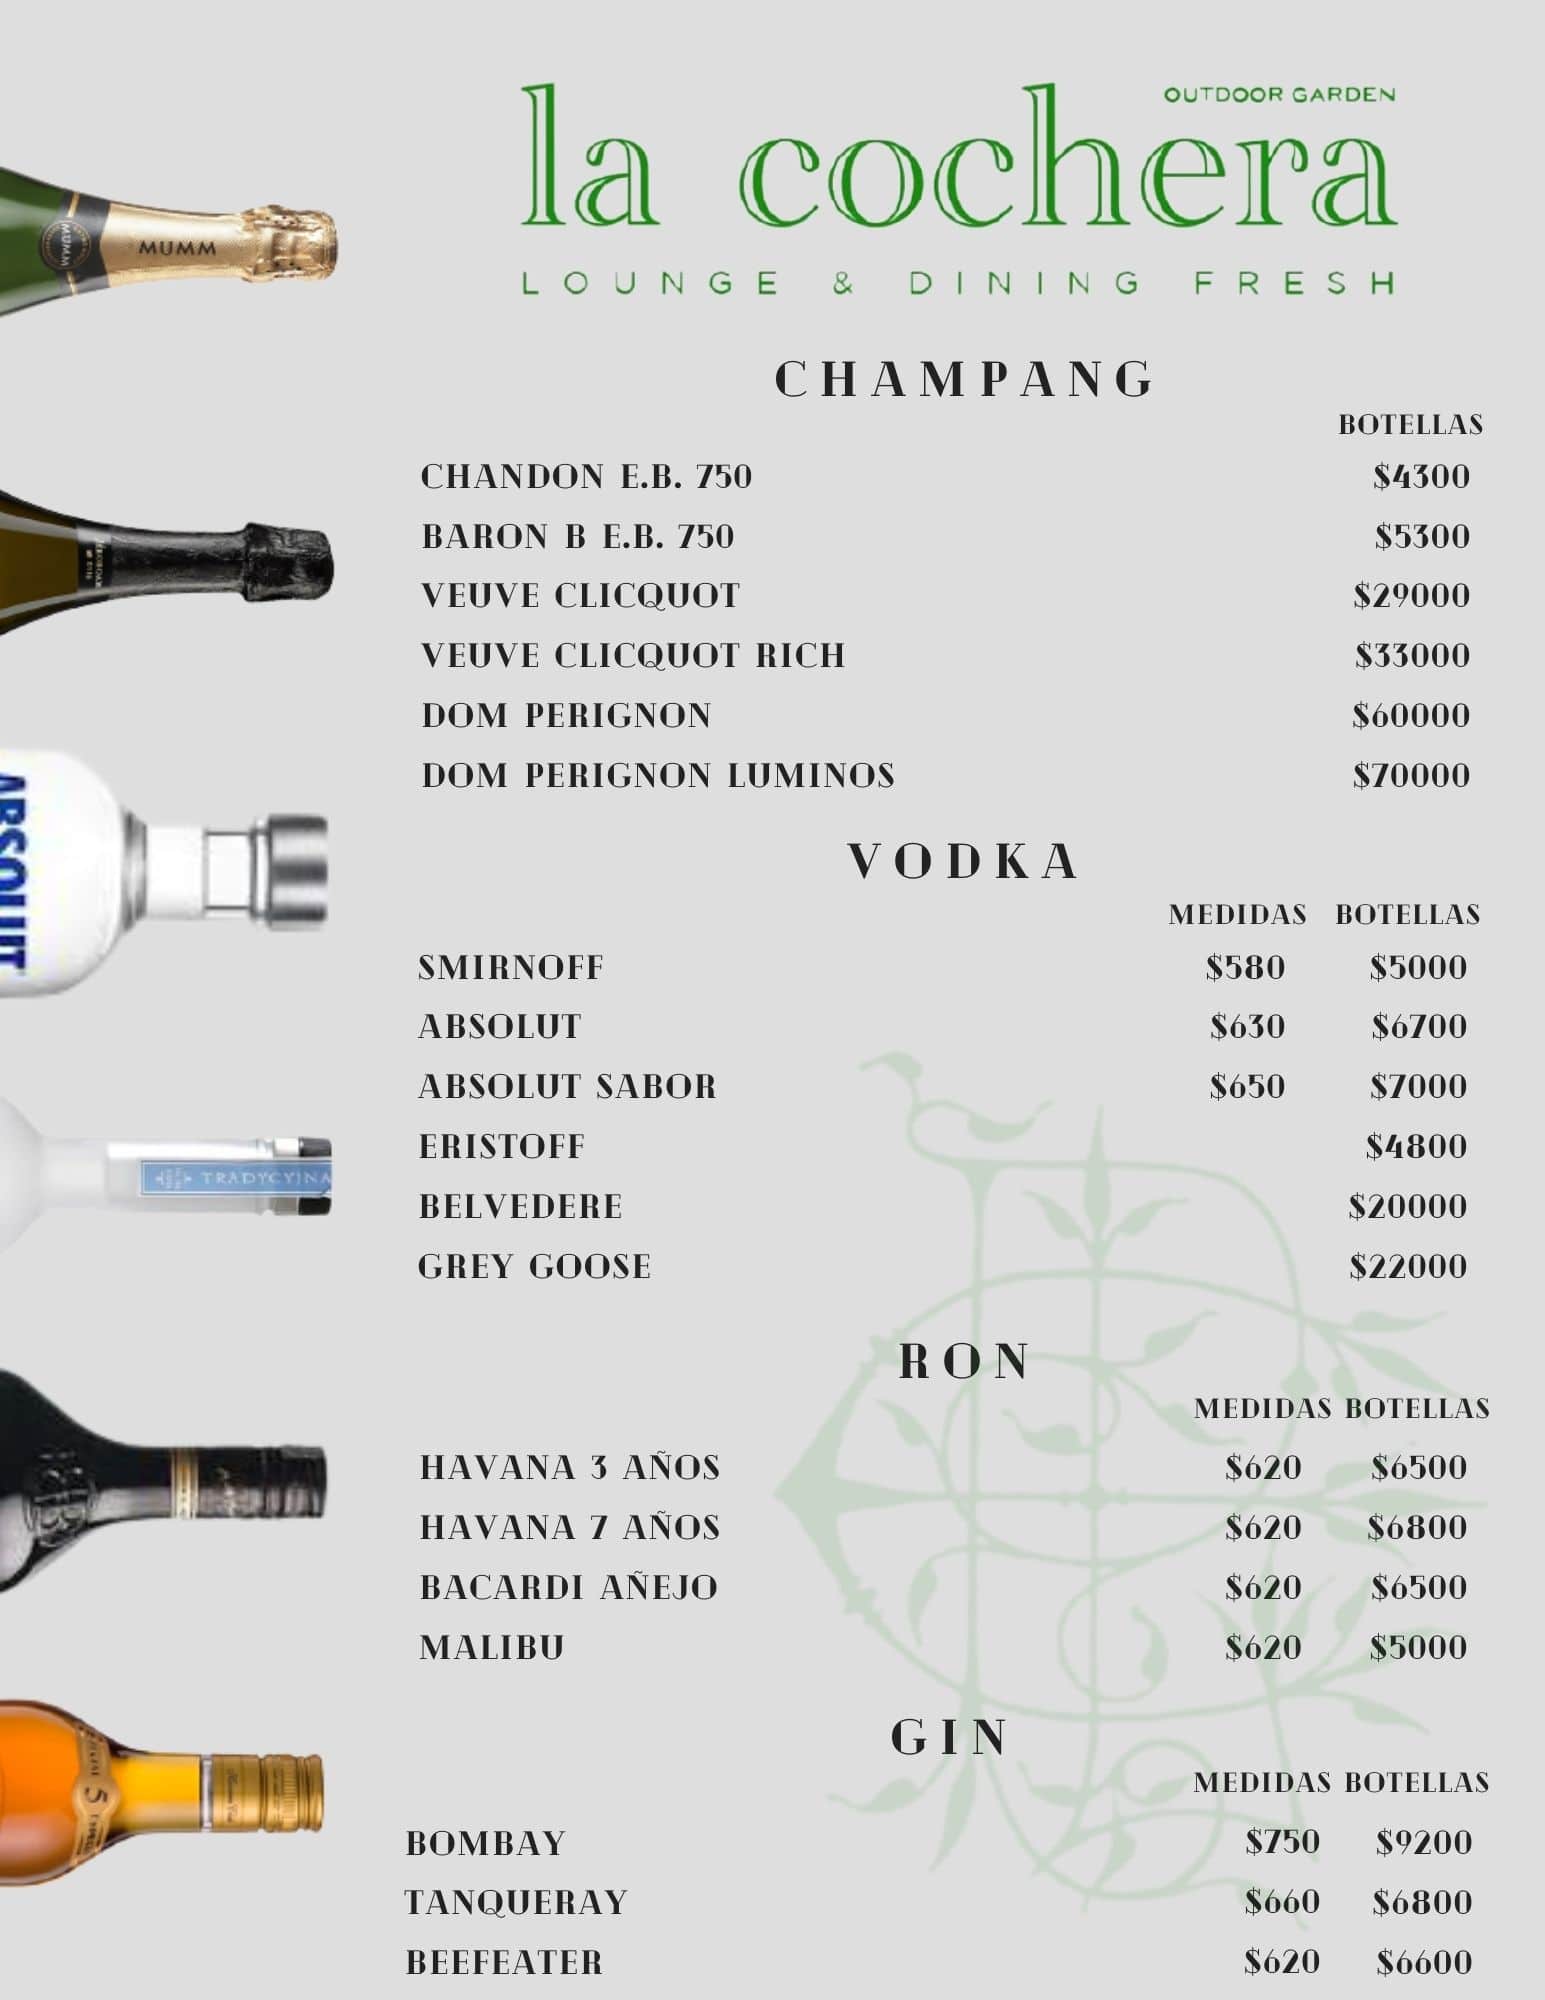 OUTDOOR GARDEN
la cochera
LOUNGE & DINING FRESH
MUMM
MUMM
CHAMPANG
BOTELLAS
CHANDON E.B. 750 $4300
BARON B E.B. 750 $5300
VEUVE CLICQUOT $29000
VEUVE CLICQUOT RICH $33000
DOM PERIGNON $60000
DOM PERIGNON LUMINOS $70000
ABSOLUT
VODKA
MEDIDAS BOTELLAS
SMIRNOFF $580 $5000
ABSOLUT $630 $6700
ABSOLUT SABOR $650 $7000
ERISTOFF $4800
TRADYCYJNA
BELVEDERE $20000
GREY GOOSE $22000
RON
MEDIDAS BOTELLAS
HAVANA 3 AÑOS $620 $6500
HAVANA 7 AÑOS $620 $6800
BACARDI AÑEJO $620 $6500
MALIBU $620 $5000
GIN
MEDIDAS BOTELLAS
5
BOMBAY $750 $9200
TANQUERAY $660 $6800
BEEFEATER $620 $6600